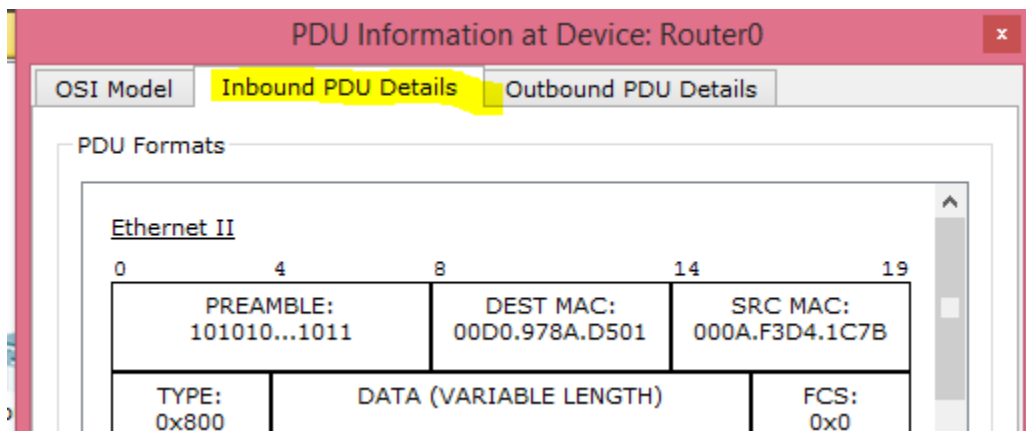 PDU Information at Device: Router0
x
OSI Model Inbound PDU Details Outbound PDU Details
PDU Formats
Ethernet II
0 4 8 14 19
PREAMBLE: DEST MAC: SRC MAC:
101010...1011 00D0.978A.D501 000A.F3D4.1C7B
TYPE: DATA (VARIABLE LENGTH) FCS:
0x800 0x0